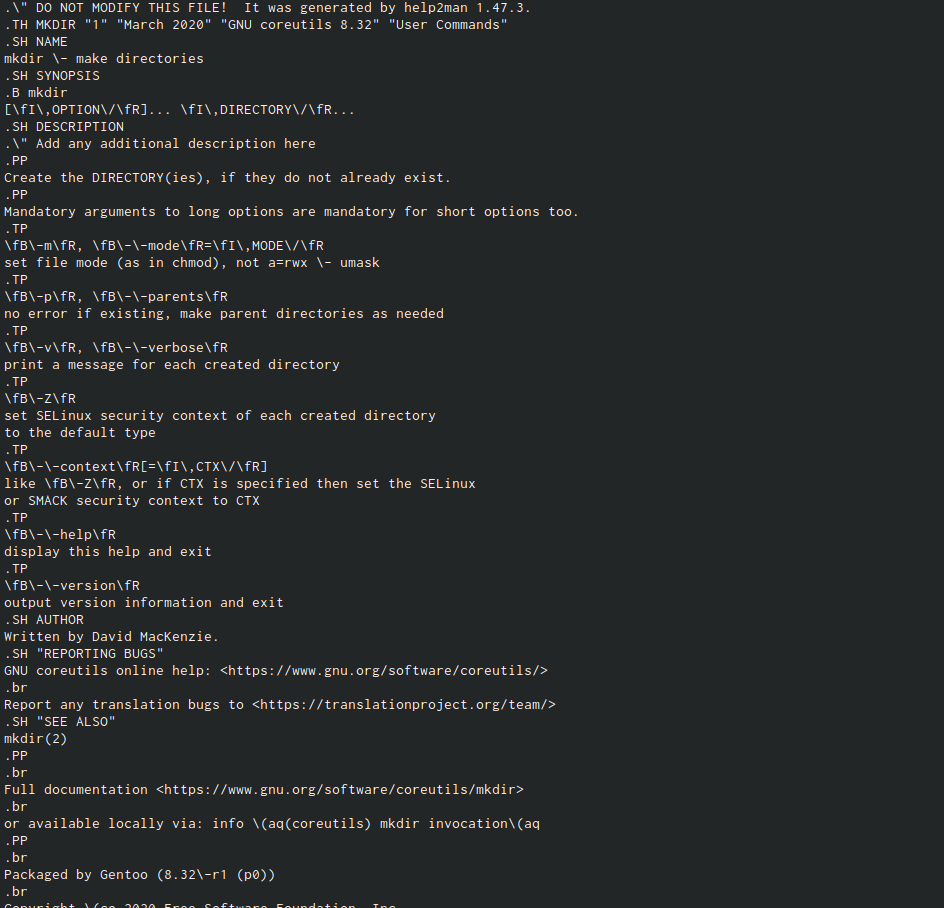 .\" DO NOT MODIFY THIS FILE!  It was generated by help2man 1.47.3.
.TH MKDIR "1" "March 2020" "GNU coreutils 8.32" "User Commands"
.SH NAME
mkdir \- make directories
.SH SYNOPSIS
.B mkdir
[\fI\,OPTION\/\fR]... \fI\,DIRECTORY\/\fR...
.SH DESCRIPTION
.\" Add any additional description here
.PP
Create the DIRECTORY(ies), if they do not already exist.
.PP
Mandatory arguments to long options are mandatory for short options too.
.TP
\fB\-m\fR, \fB\-\-mode\fR=\fI\,MODE\/\fR
set file mode (as in chmod), not a=rwx \- umask
.TP
\fB\-p\fR, \fB\-\-parents\fR
no error if existing, make parent directories as needed
.TP
\fB\-v\fR, \fB\-\-verbose\fR
print a message for each created directory
.TP
\fB\-Z\fR
set SELinux security context of each created directory
to the default type
.TP
\fB\-\-context\fR[=\fI\,CTX\/\fR]
like \fB\-Z\fR, or if CTX is specified then set the SELinux
or SMACK security context to CTX
.TP
\fB\-\-help\fR
display this help and exit
.TP
\fB\-\-version\fR
output version information and exit
.SH AUTHOR
Written by David MacKenzie.
.SH "REPORTING BUGS"
GNU coreutils online help: <https://www.gnu.org/software/coreutils/>
.br
Report any translation bugs to <https://translationproject.org/team/>
.SH "SEE ALSO"
mkdir(2)
.PP
.br
Full documentation <https://www.gnu.org/software/coreutils/mkdir>
.br
or available locally via: info \(aq(coreutils) mkdir invocation\(aq
.PP
.br
Packaged by Gentoo (8.32\-r1 (p0))
.br
Copyright \(co 2020 Free Software Foundation, Inc.